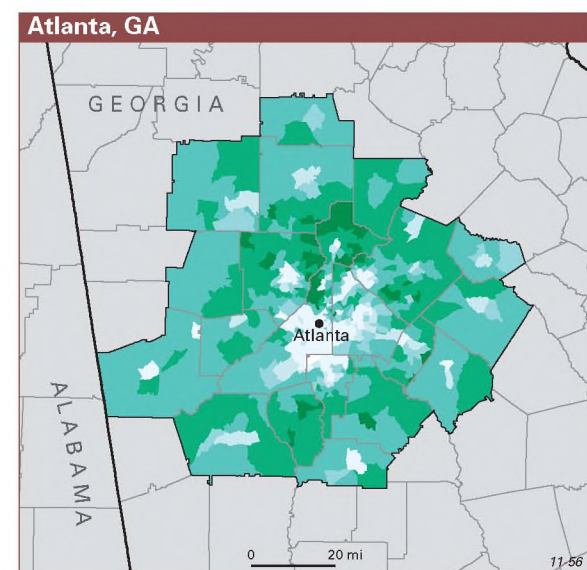 Atlanta, GA
GEORGIA
Atlanta
ALABAMA
0 20 mi
11-56